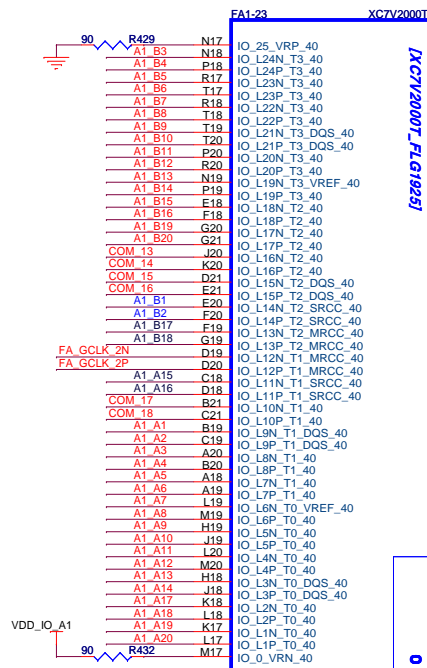 FA1-23 XC7V2000T
[XC7V2000T_FLG1925]
90 R429 N17 IO_25_VRP_40
A1_B3 N18 IO_L24N_T3_40
A1_B4 P18 IO_L24P_T3_40
A1_B5 R17 IO_L23N_T3_40
A1_B6 T17 IO_L23P_T3_40
A1_B7 R18 IO_L22N_T3_40
A1_B8 T18 IO_L22P_T3_40
A1_B9 T19 IO_L21N_T3_DQS_40
A1_B10 T20 IO_L21P_T3_DQS_40
A1_B11 P20 IO_L20N_T3_40
A1_B12 R20 IO_L20P_T3_40
A1_B13 N19 IO_L19N_T3_VREF_40
A1_B14 P19 IO_L19P_T3_40
A1_B15 E18 IO_L18N_T2_40
A1_B16 F18 IO_L18P_T2_40
A1_B19 G20 IO_L17N_T2_40
A1_B20 G21 IO_L17P_T2_40
COM_13 J20 IO_L16N_T2_40
COM_14 K20 IO_L16P_T2_40
COM_15 D21 IO_L15N_T2_DQS_40
COM_16 E21 IO_L15P_T2_DQS_40
A1_B1 E20 IO_L14N_T2_SRCC_40
A1_B2 F20 IO_L14P_T2_SRCC_40
A1_B17 F19 IO_L13N_T2_MRCC_40
A1_B18 G19 IO_L13P_T2_MRCC_40
FA_GCLK_2N D19 IO_L12N_T1_MRCC_40
FA_GCLK_2P D20 IO_L12P_T1_MRCC_40
A1_A15 C18 IO_L11N_T1_SRCC_40
A1_A16 D18 IO_L11P_T1_SRCC_40
COM_17 B21 IO_L10N_T1_40
COM_18 C21 IO_L10P_T1_40
A1_A1 B19 IO_L9N_T1_DQS_40
A1_A2 C19 IO_L9P_T1_DQS_40
A1_A3 A20 IO_L8N_T1_40
A1_A4 B20 IO_L8P_T1_40
A1_A5 A18 IO_L7N_T1_40
A1_A6 A19 IO_L7P_T1_40
A1_A7 L19 IO_L6N_T0_VREF_40
A1_A8 M19 IO_L6P_T0_40
A1_A9 H19 IO_L5N_T0_40
A1_A10 J19 IO_L5P_T0_40
A1_A11 L20 IO_L4N_T0_40
A1_A12 M20 IO_L4P_T0_40
A1_A13 H18 IO_L3N_T0_DQS_40
A1_A14 J18 IO_L3P_T0_DQS_40
A1_A17 K18 IO_L2N_T0_40
A1_A18 L18 IO_L2P_T0_40
A1_A19 K17 IO_L1N_T0_40
A1_A20 L17 IO_L1P_T0_40
VDD_IO_A1
90 R432 M17 IO_0_VRN_40